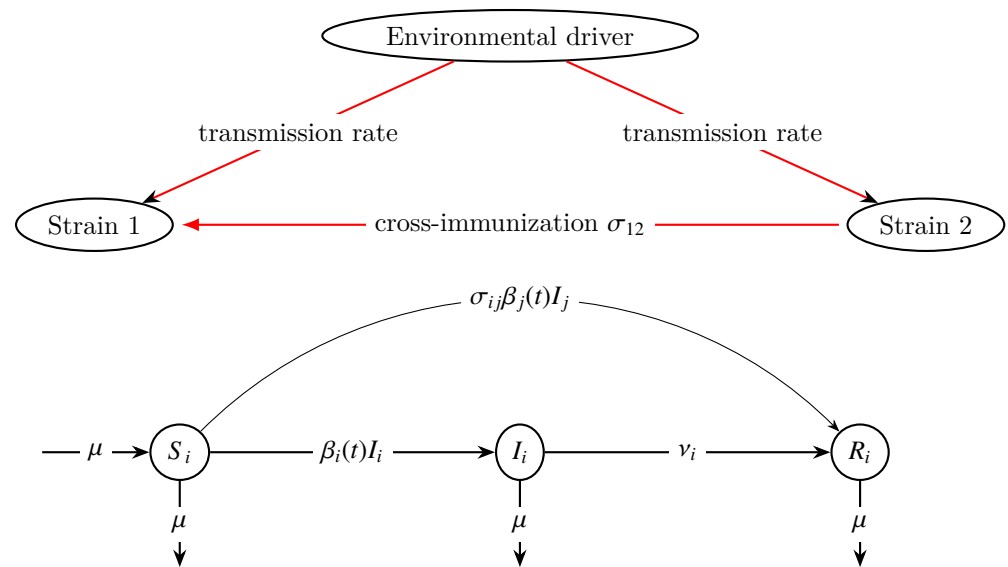 Environmental driver
transmission rate
transmission rate
Strain 1
cross-immunization σ₁₂
Strain 2
σᵢⱼβⱼ(t)Iⱼ
μ
Sᵢ
βᵢ(t)Iᵢ
Iᵢ
νᵢ
Rᵢ
μ
μ
μ